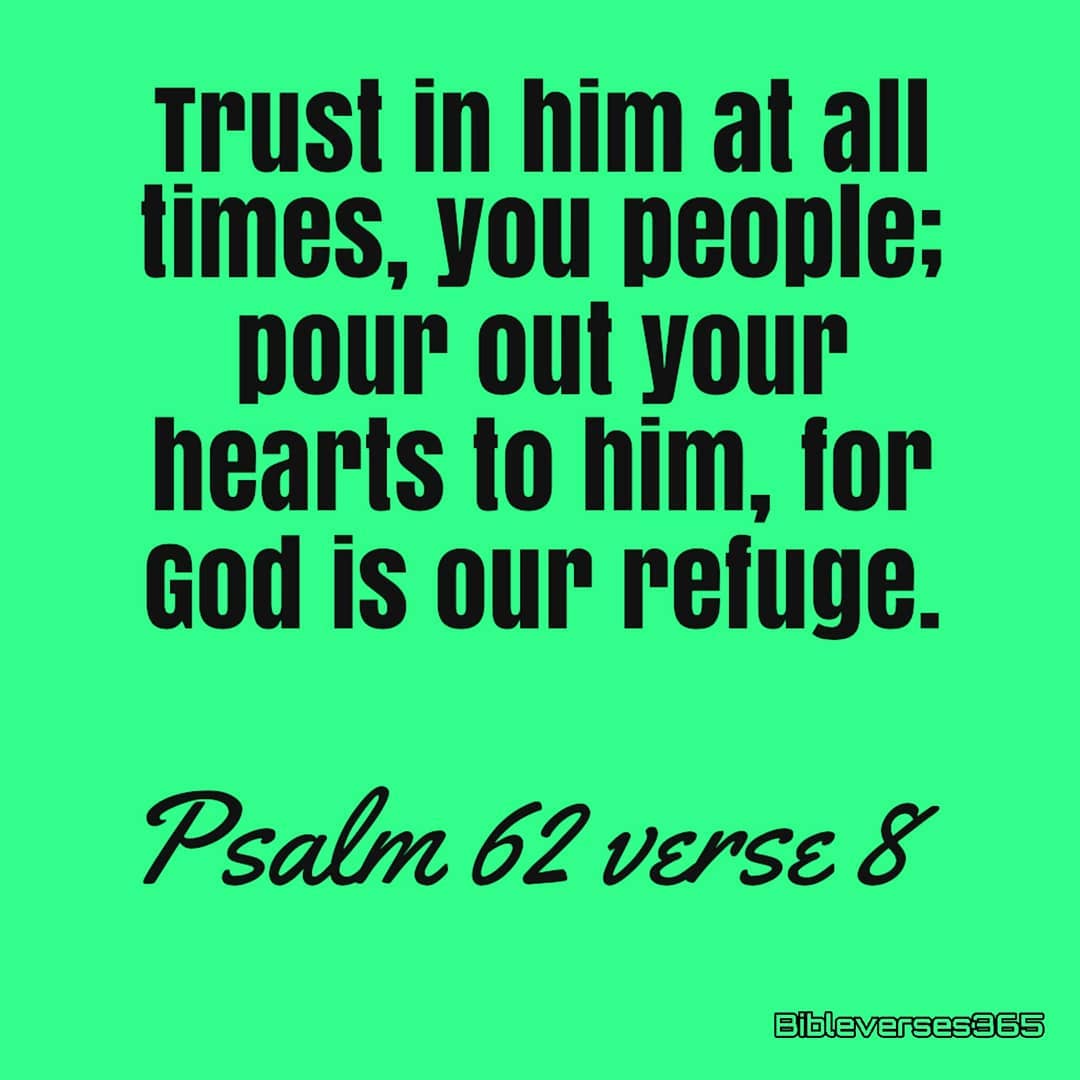 Trust in him at all
times, you people;
pour out your
hearts to him, for
God is our refuge.
Psalm 62 verse 8
Bibleverses365